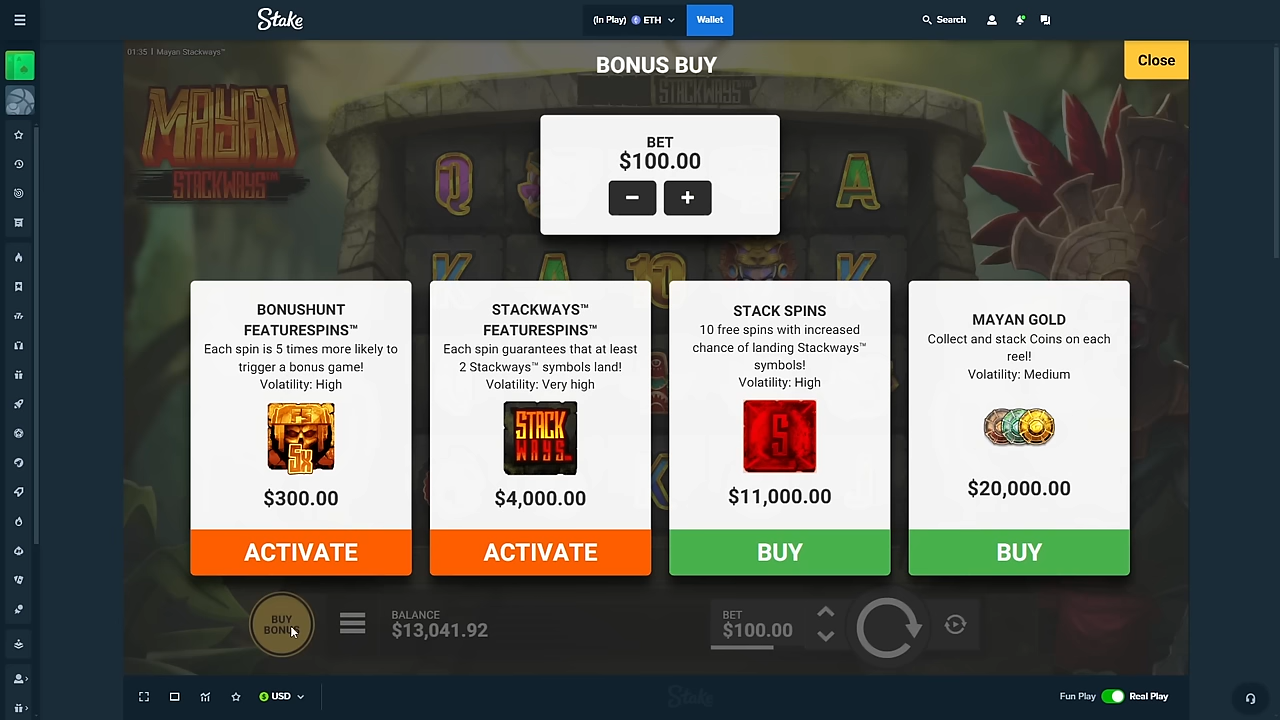 Stake
(In Play) ETH
Wallet
Search
01:35 | Mayan Stackways™
BONUS BUY
Close
MAYAN
STACKWAYS™
STACKWAYS™
BET
$100.00
Q
A
K
A
10
K
BONUSHUNT
FEATURESPINS™
Each spin is 5 times more likely to
trigger a bonus game!
Volatility: High
5x
$300.00
ACTIVATE
STACKWAYS™
FEATURESPINS™
Each spin guarantees that at least
2 Stackways™ symbols land!
Volatility: Very high
STACK
WAYS
$4,000.00
ACTIVATE
STACK SPINS
10 free spins with increased
chance of landing Stackways™
symbols!
Volatility: High
S
$11,000.00
BUY
MAYAN GOLD
Collect and stack Coins on each
reel!
Volatility: Medium
$20,000.00
BUY
BUY
BONUS
BALANCE
$13,041.92
BET
$100.00
USD
Stake
Fun Play
Real Play